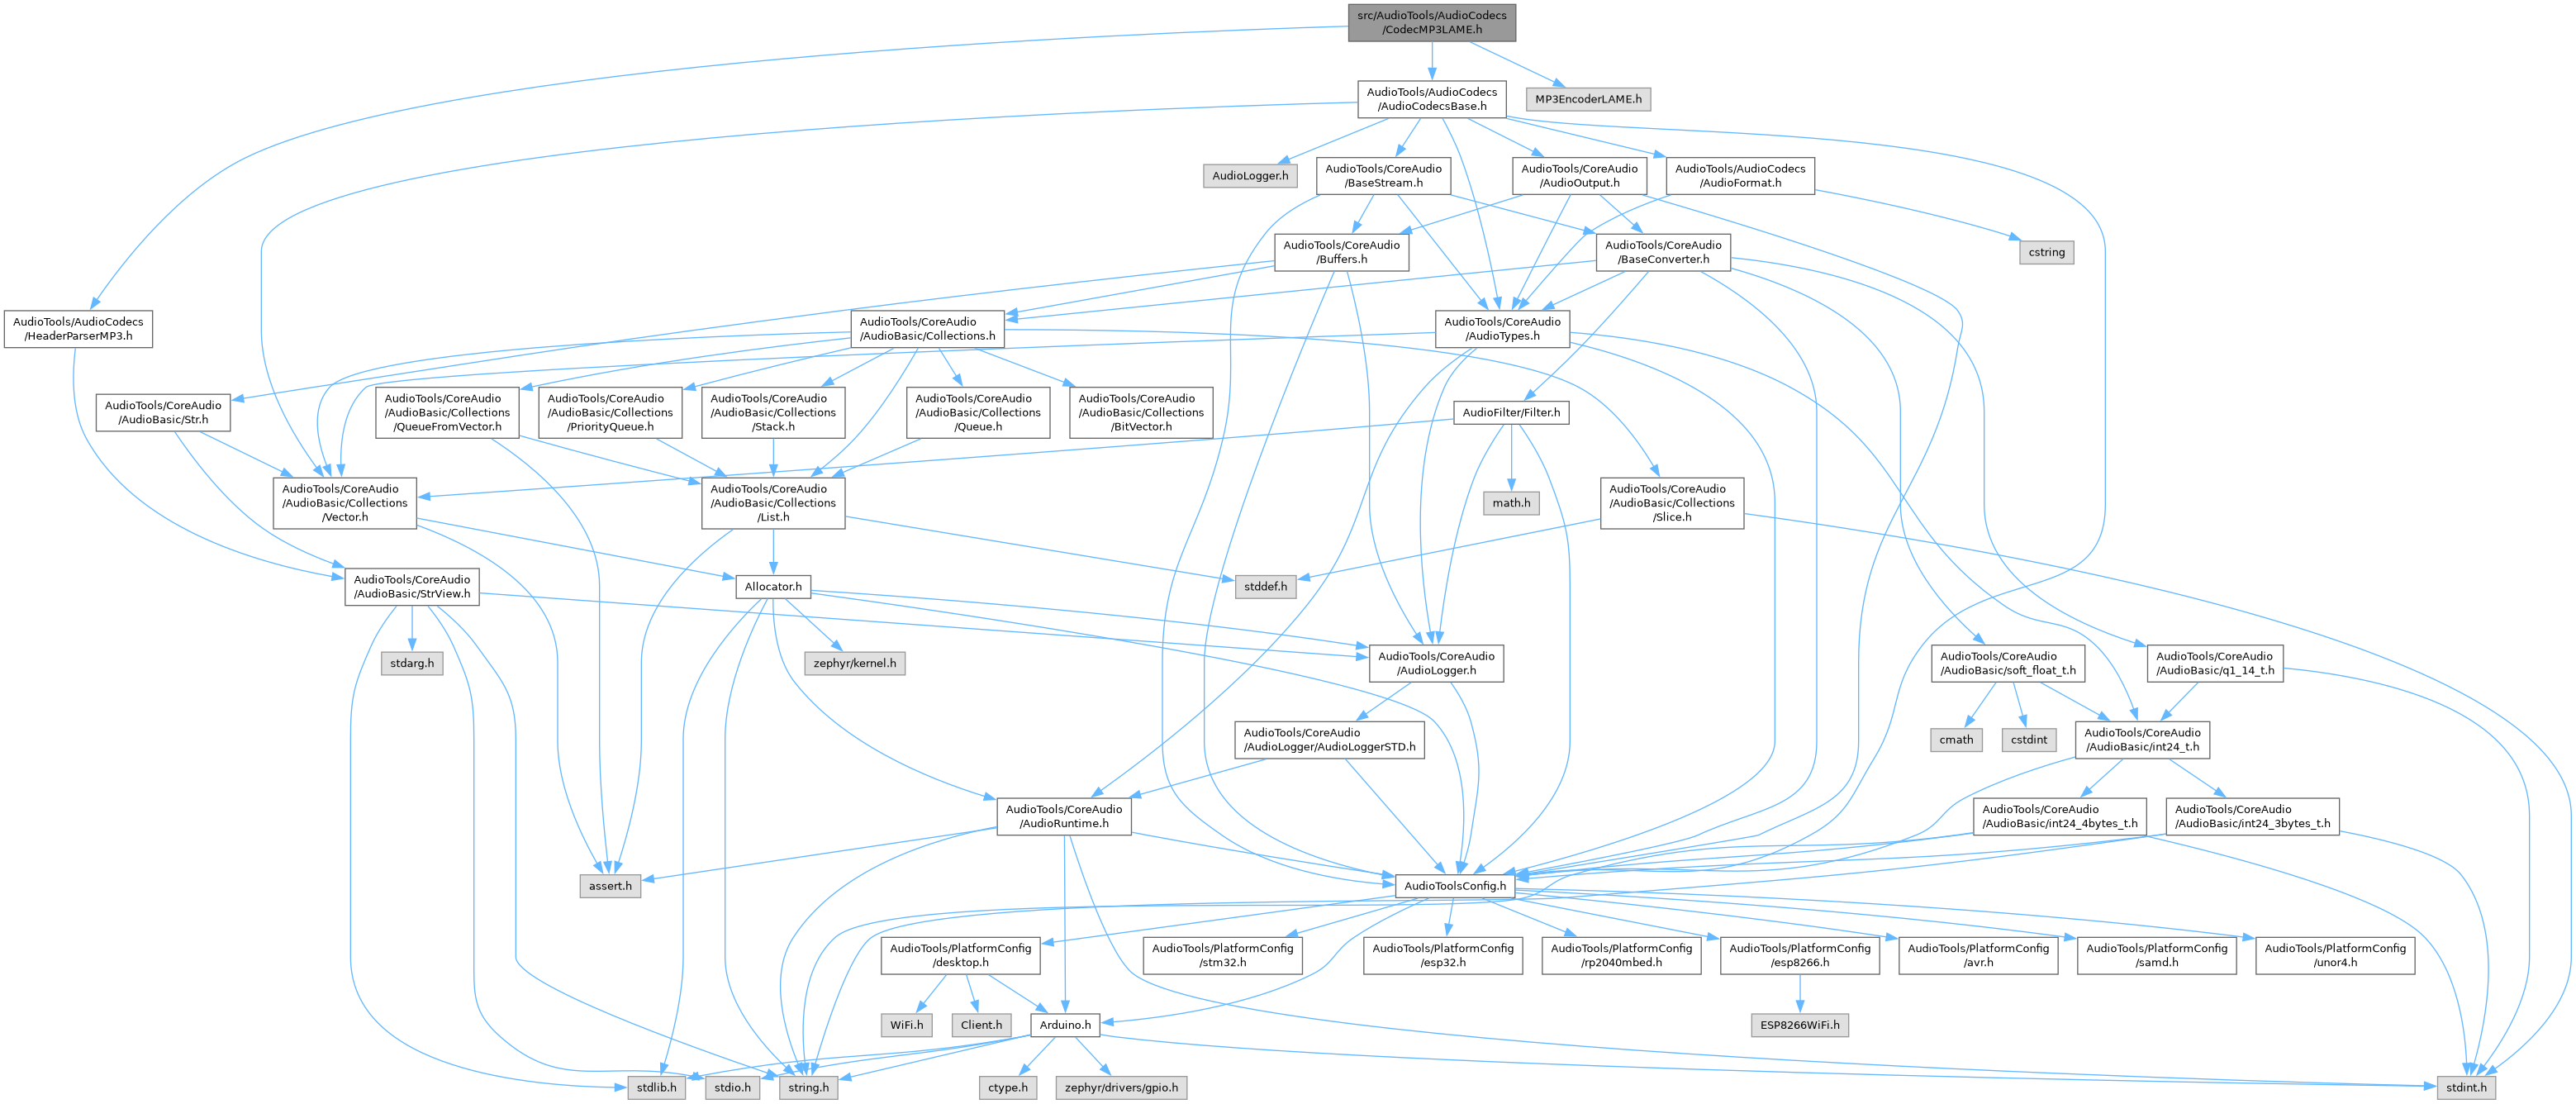 src/AudioTools/AudioCodecs
/CodecMP3LAME.h
AudioTools/AudioCodecs
/AudioCodecsBase.h
MP3EncoderLAME.h
AudioLogger.h
AudioTools/CoreAudio
/BaseStream.h
AudioTools/CoreAudio
/AudioOutput.h
AudioTools/AudioCodecs
/AudioFormat.h
AudioTools/CoreAudio
/Buffers.h
AudioTools/CoreAudio
/BaseConverter.h
cstring
AudioTools/AudioCodecs
/HeaderParserMP3.h
AudioTools/CoreAudio
/AudioBasic/Collections.h
AudioTools/CoreAudio
/AudioTypes.h
AudioTools/CoreAudio
/AudioBasic/Str.h
AudioTools/CoreAudio
/AudioBasic/Collections
/QueueFromVector.h
AudioTools/CoreAudio
/AudioBasic/Collections
/PriorityQueue.h
AudioTools/CoreAudio
/AudioBasic/Collections
/Stack.h
AudioTools/CoreAudio
/AudioBasic/Collections
/Queue.h
AudioTools/CoreAudio
/AudioBasic/Collections
/BitVector.h
AudioFilter/Filter.h
AudioTools/CoreAudio
/AudioBasic/Collections
/Vector.h
AudioTools/CoreAudio
/AudioBasic/Collections
/List.h
math.h
AudioTools/CoreAudio
/AudioBasic/Collections
/Slice.h
AudioTools/CoreAudio
/AudioBasic/StrView.h
Allocator.h
stddef.h
stdarg.h
zephyr/kernel.h
AudioTools/CoreAudio
/AudioLogger.h
AudioTools/CoreAudio
/AudioBasic/soft_float_t.h
AudioTools/CoreAudio
/AudioBasic/q1_14_t.h
AudioTools/CoreAudio
/AudioLogger/AudioLoggerSTD.h
cmath
cstdint
AudioTools/CoreAudio
/AudioBasic/int24_t.h
AudioTools/CoreAudio
/AudioRuntime.h
AudioTools/CoreAudio
/AudioBasic/int24_4bytes_t.h
AudioTools/CoreAudio
/AudioBasic/int24_3bytes_t.h
assert.h
AudioToolsConfig.h
AudioTools/PlatformConfig
/desktop.h
AudioTools/PlatformConfig
/stm32.h
AudioTools/PlatformConfig
/esp32.h
AudioTools/PlatformConfig
/rp2040mbed.h
AudioTools/PlatformConfig
/esp8266.h
AudioTools/PlatformConfig
/avr.h
AudioTools/PlatformConfig
/samd.h
AudioTools/PlatformConfig
/unor4.h
WiFi.h
Client.h
Arduino.h
ESP8266WiFi.h
stdlib.h
stdio.h
string.h
ctype.h
zephyr/drivers/gpio.h
stdint.h